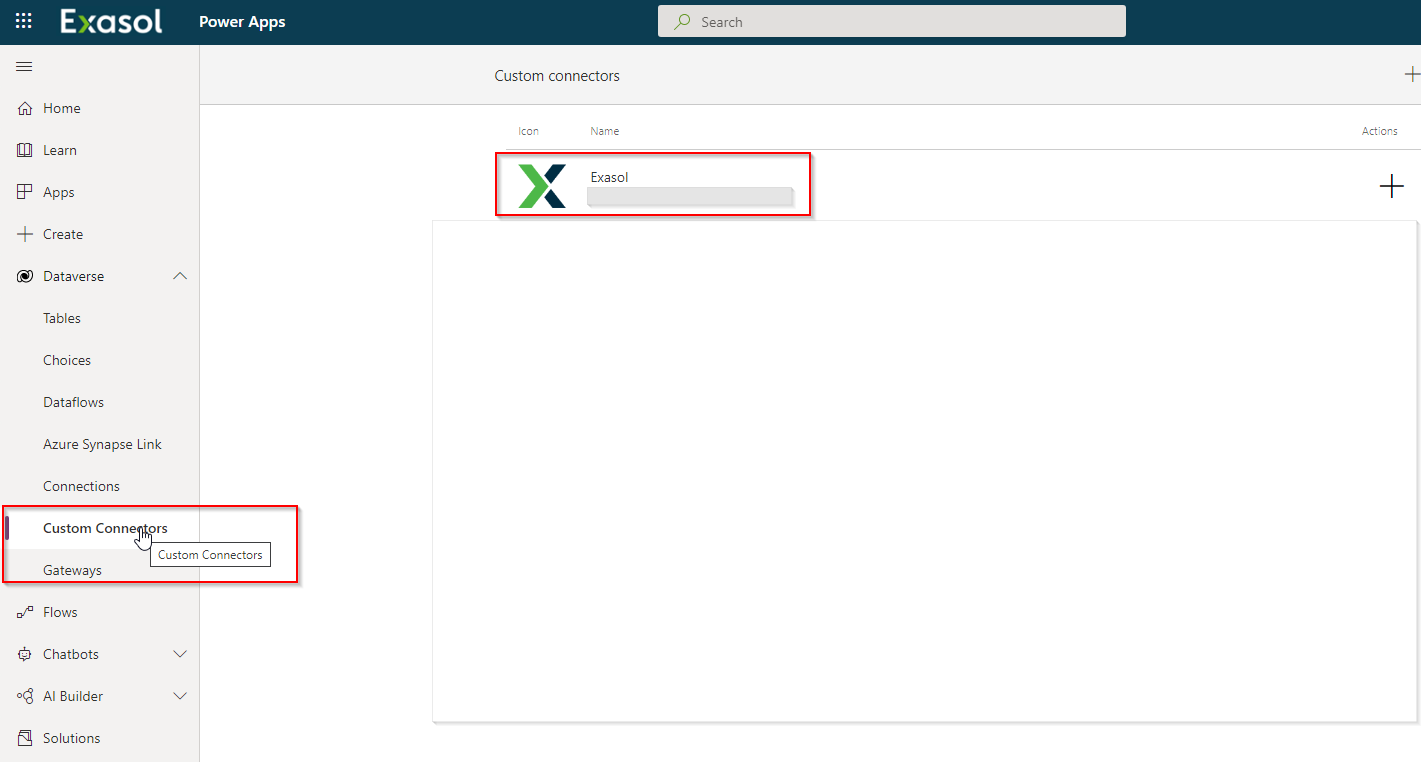 Exasol
Power Apps
Search
Custom connectors
Icon
Name
Actions
Exasol
Home
Learn
Apps
Create
Dataverse
Tables
Choices
Dataflows
Azure Synapse Link
Connections
Custom Connectors
Custom Connectors
Gateways
Flows
Chatbots
AI Builder
Solutions